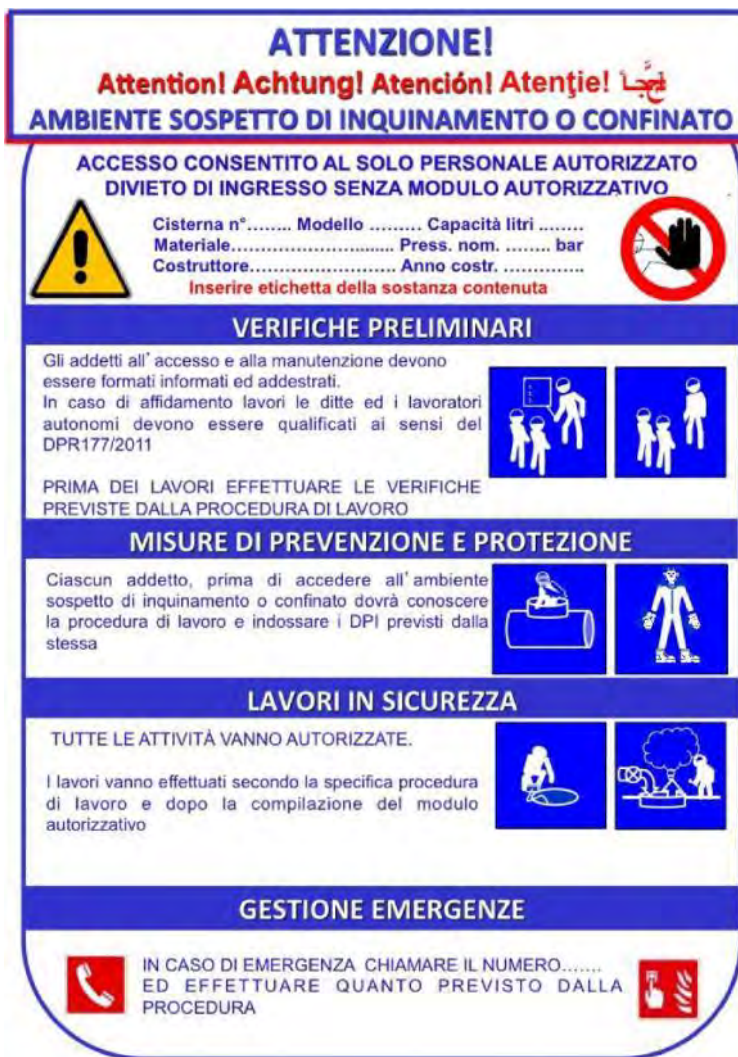 ATTENZIONE!
Attention! Achtung! Atención! Atenţie!
AMBIENTE SOSPETTO DI INQUINAMENTO O CONFINATO
ACCESSO CONSENTITO AL SOLO PERSONALE AUTORIZZATO
DIVIETO DI INGRESSO SENZA MODULO AUTORIZZATIVO
Cisterna n°........ Modello ......... Capacità litri ........
Materiale............................ Press. nom. ........ bar
Costruttore.......................... Anno costr. ..............
Inserire etichetta della sostanza contenuta
VERIFICHE PRELIMINARI
Gli addetti all'accesso e alla manutenzione devono
essere formati informati ed addestrati.
In caso di affidamento lavori le ditte ed i lavoratori
autonomi devono essere qualificati ai sensi del
DPR177/2011
PRIMA DEI LAVORI EFFETTUARE LE VERIFICHE
PREVISTE DALLA PROCEDURA DI LAVORO
MISURE DI PREVENZIONE E PROTEZIONE
Ciascun addetto, prima di accedere all'ambiente
sospetto di inquinamento o confinato dovrà conoscere
la procedura di lavoro e indossare i DPI previsti dalla
stessa
LAVORI IN SICUREZZA
TUTTE LE ATTIVITÀ VANNO AUTORIZZATE.
I lavori vanno effettuati secondo la specifica procedura
di lavoro e dopo la compilazione del modulo
autorizzativo
GESTIONE EMERGENZE
IN CASO DI EMERGENZA CHIAMARE IL NUMERO.......
ED EFFETTUARE QUANTO PREVISTO DALLA
PROCEDURA